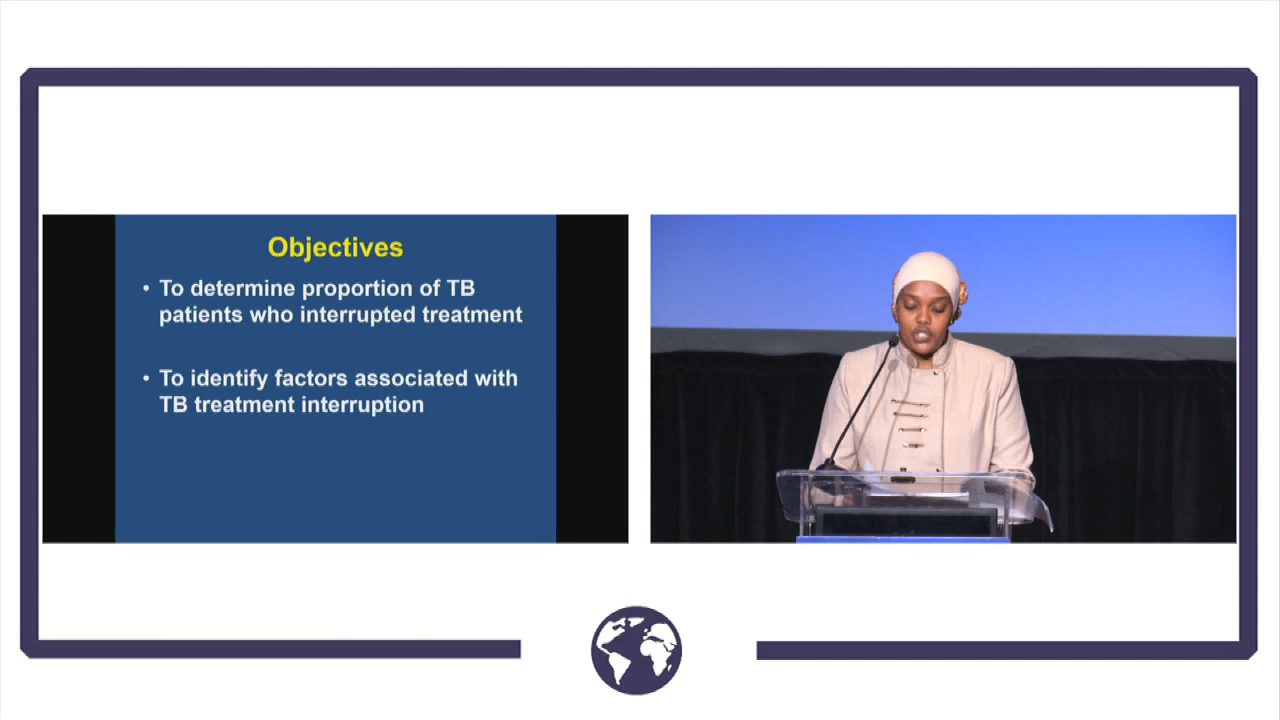 Objectives
• To determine proportion of TB
patients who interrupted treatment
• To identify factors associated with
TB treatment interruption